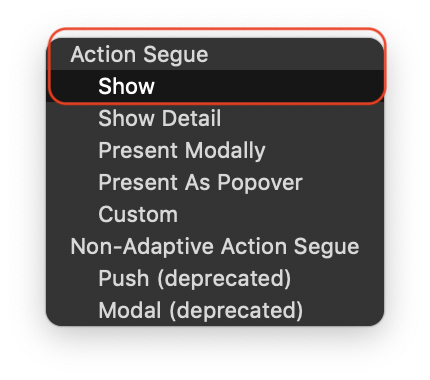 Action Segue
Show
Show Detail
Present Modally
Present As Popover
Custom
Non-Adaptive Action Segue
Push (deprecated)
Modal (deprecated)